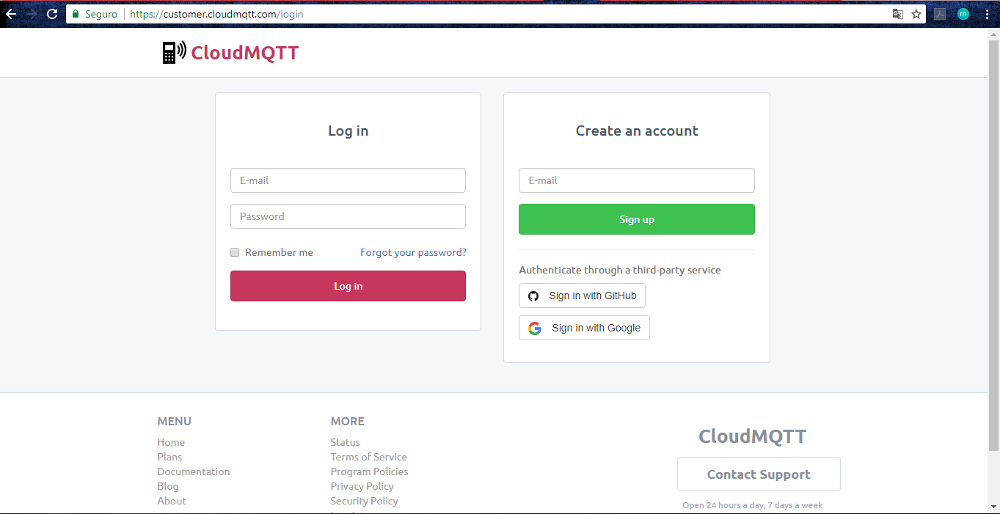 Seguro https://customer.cloudmqtt.com/login
m
CloudMQTT
Log in
E-mail
Password
Remember me
Forgot your password?
Log in
Create an account
E-mail
Sign up
Authenticate through a third-party service
Sign in with GitHub
Sign in with Google
MENU
Home
Plans
Documentation
Blog
About
MORE
Status
Terms of Service
Program Policies
Privacy Policy
Security Policy
CloudMQTT
Contact Support
Open 24 hours a day, 7 days a week